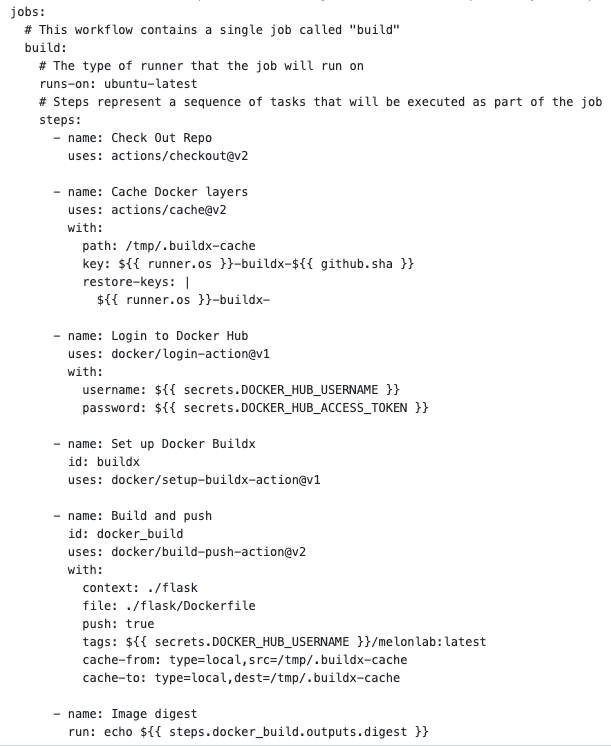 jobs:
  # This workflow contains a single job called "build"
  build:
    # The type of runner that the job will run on
    runs-on: ubuntu-latest
    # Steps represent a sequence of tasks that will be executed as part of the job
    steps:
      - name: Check Out Repo
        uses: actions/checkout@v2

      - name: Cache Docker layers
        uses: actions/cache@v2
        with:
          path: /tmp/.buildx-cache
          key: ${{ runner.os }}-buildx-${{ github.sha }}
          restore-keys: |
            ${{ runner.os }}-buildx-

      - name: Login to Docker Hub
        uses: docker/login-action@v1
        with:
          username: ${{ secrets.DOCKER_HUB_USERNAME }}
          password: ${{ secrets.DOCKER_HUB_ACCESS_TOKEN }}

      - name: Set up Docker Buildx
        id: buildx
        uses: docker/setup-buildx-action@v1

      - name: Build and push
        id: docker_build
        uses: docker/build-push-action@v2
        with:
          context: ./flask
          file: ./flask/Dockerfile
          push: true
          tags: ${{ secrets.DOCKER_HUB_USERNAME }}/melonlab:latest
          cache-from: type=local,src=/tmp/.buildx-cache
          cache-to: type=local,dest=/tmp/.buildx-cache

      - name: Image digest
        run: echo ${{ steps.docker_build.outputs.digest }}